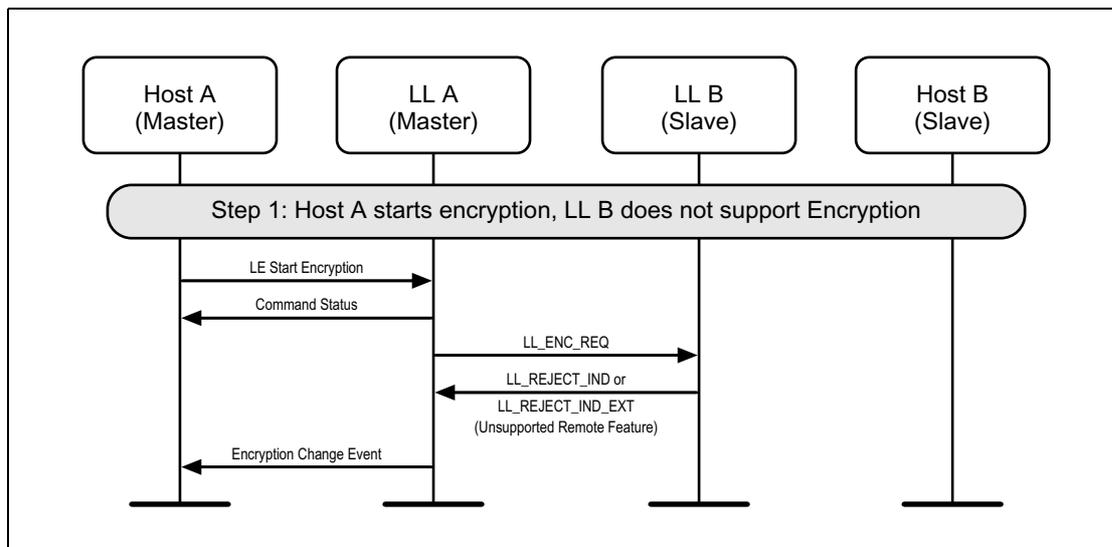 Host A
(Master)
LL A
(Master)
LL B
(Slave)
Host B
(Slave)
Step 1: Host A starts encryption, LL B does not support Encryption
LE Start Encryption
Command Status
LL_ENC_REQ
LL_REJECT_IND or
LL_REJECT_IND_EXT
(Unsupported Remote Feature)
Encryption Change Event